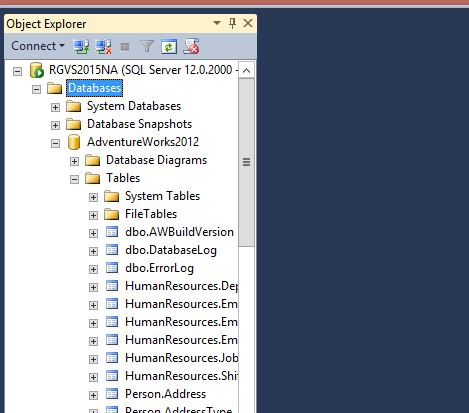 Object Explorer
Connect
RGVS2015NA (SQL Server 12.0.2000 -
Databases
System Databases
Database Snapshots
AdventureWorks2012
Database Diagrams
Tables
System Tables
FileTables
dbo.AWBuildVersion
dbo.DatabaseLog
dbo.ErrorLog
HumanResources.Dep
HumanResources.Em
HumanResources.Em
HumanResources.Em
HumanResources.Job
HumanResources.Shif
Person.Address
Person.AddressType